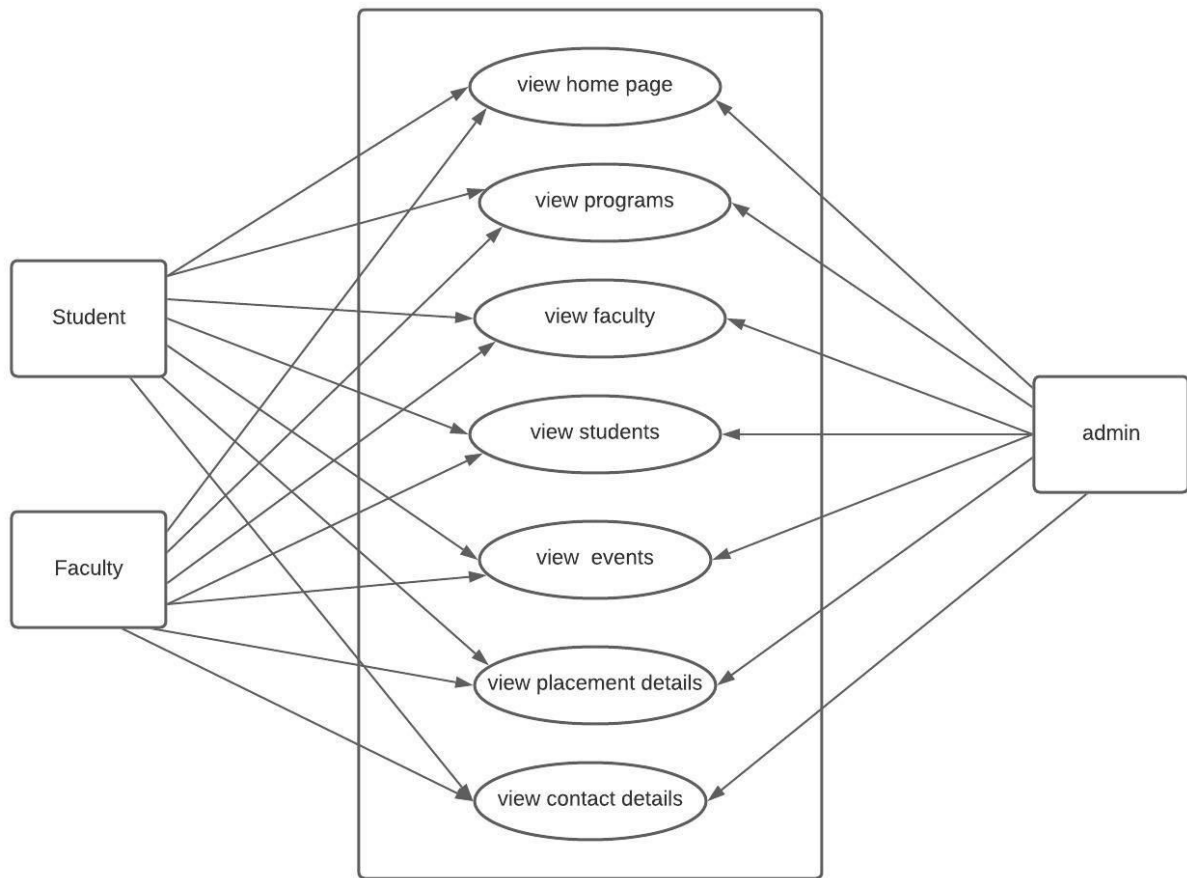 view home page
view programs
Student
view faculty
view students
admin
Faculty
view  events
view placement details
view contact details